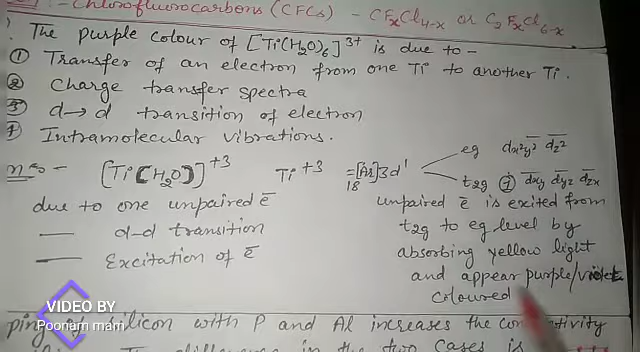 :- Chlorofluorocarbons (CFCs) - CFxCl4-x or C2FxCl6-x
). The purple colour of [Ti(H2O)6]3+ is due to -
① Transfer of an electron from one Ti to another Ti.
② Charge transfer spectra
③ d→d transition of electron
④ Intramolecular vibrations.
ns - [Ti(H2O)]+3 Ti+3 =[Ar]3d1
18
eg dx2y2 dz2
t2g ① dxy dyz dzx
due to one unpaired e
— d-d transition
— Excitation of e
unpaired e is excited from
t2g to eg level by
absorbing yellow light
and appear purple/violet
coloured
VIDEO BY
Poonam mam
ping silicon with P and Al increases the conductivity
difference in the two cases is